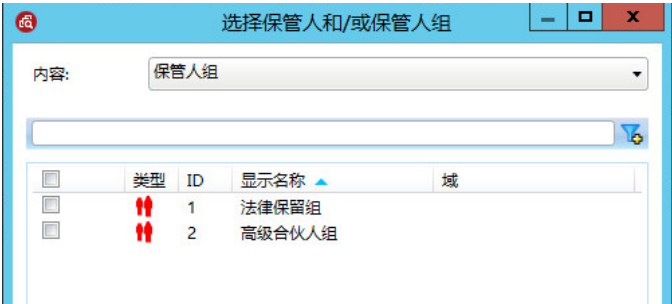 选择保管人和/或保管人组
内容: 保管人组
类型 ID 显示名称 域
1 法律保留组
2 高级合伙人组